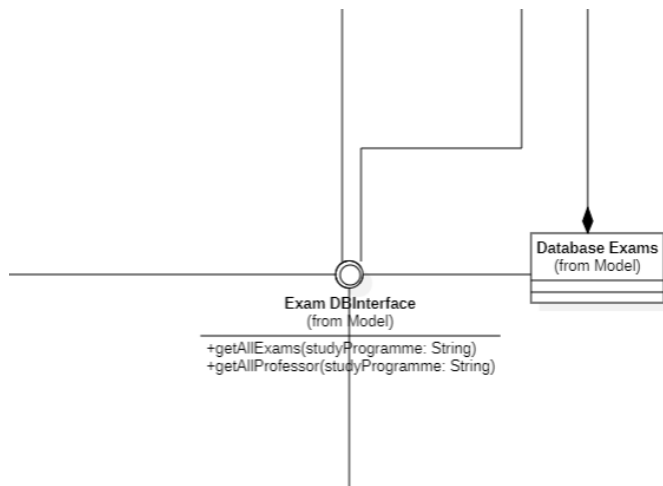 Database Exams
(from Model)
Exam DBInterface
(from Model)
+getAllExams(studyProgramme: String)
+getAllProfessor(studyProgramme: String)